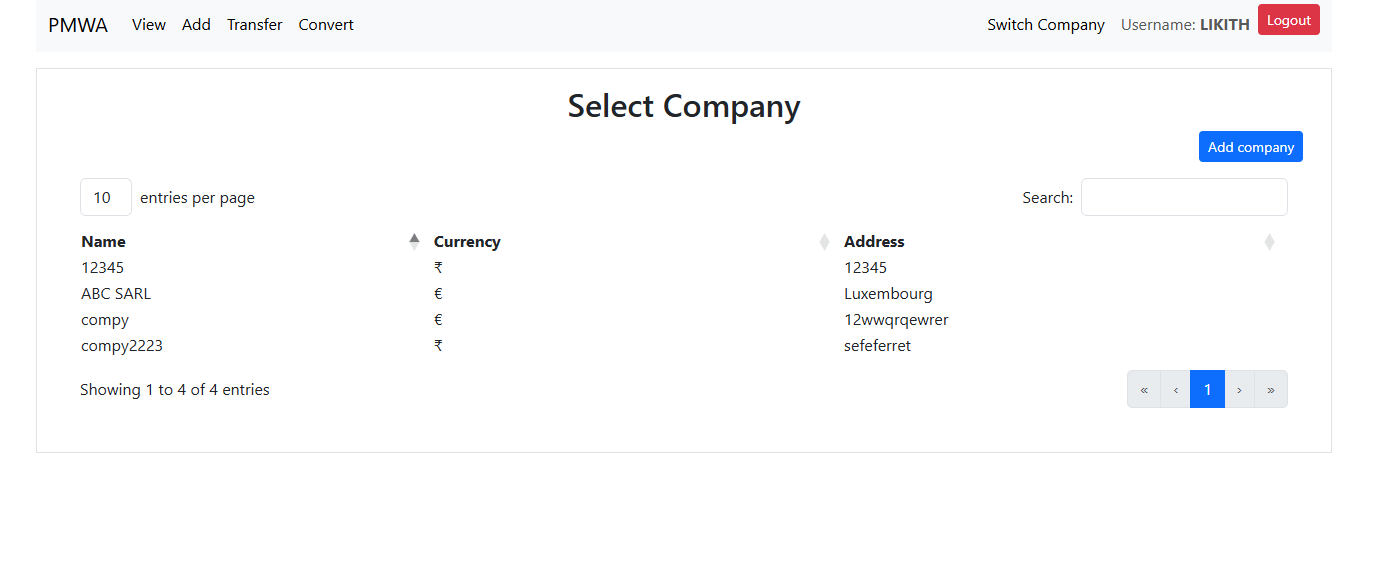 PMWA View Add Transfer Convert Switch Company Username: LIKITH Logout
Select Company
Add company
10 entries per page Search:
Name Currency Address
12345 ₹ 12345
ABC SARL € Luxembourg
compy € 12wwqrqewrer
compy2223 ₹ sefeferret
Showing 1 to 4 of 4 entries « ‹ 1 › »